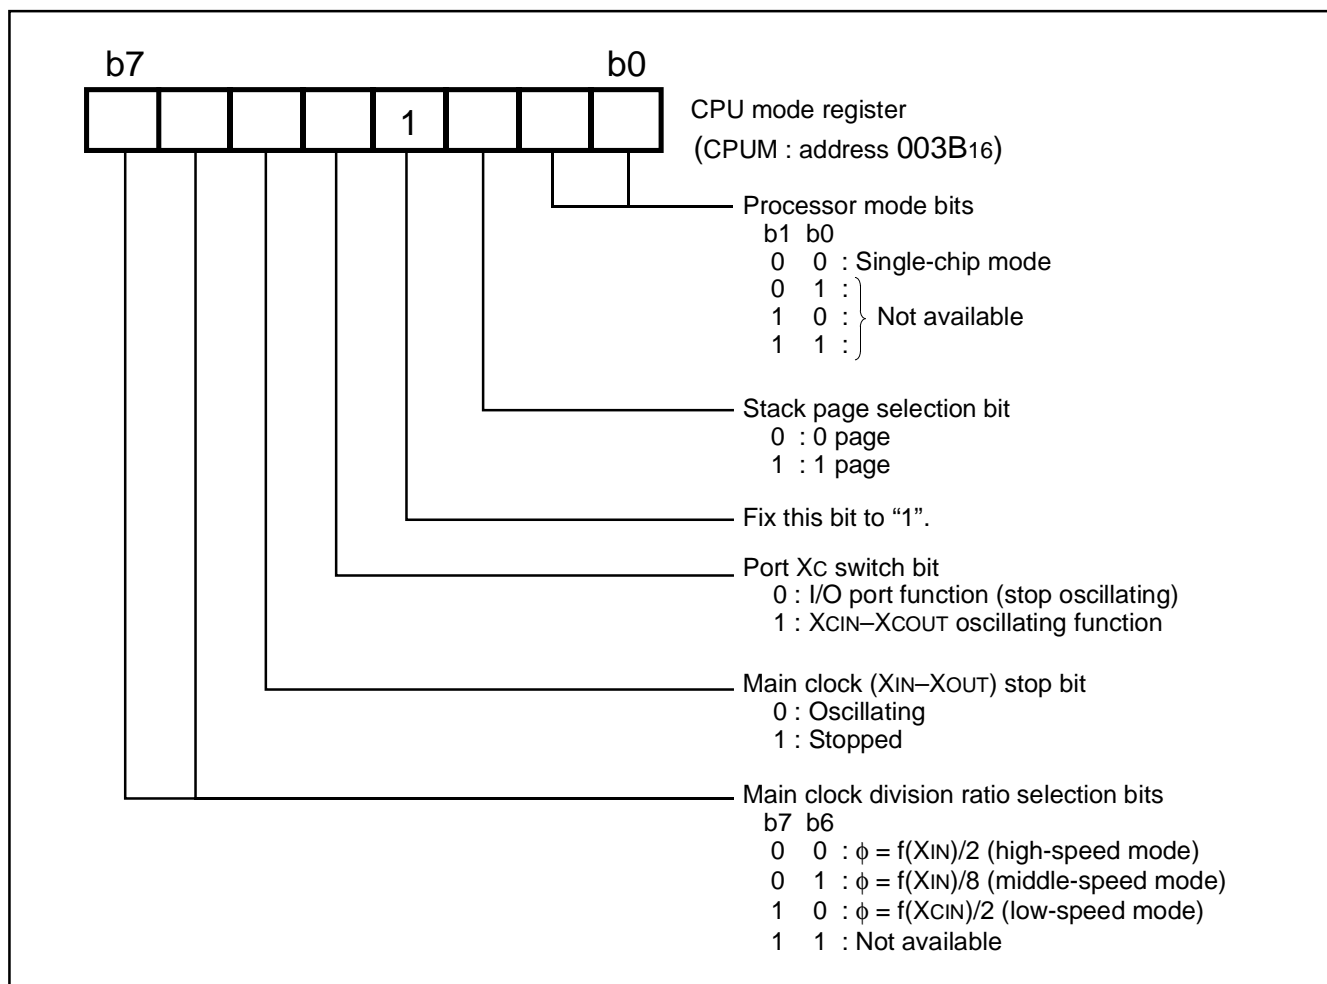 b7 b0
1
CPU mode register
(CPUM : address 003B16)
Processor mode bits
b1 b0
0 0 : Single-chip mode
0 1 :
1 0 : Not available
1 1 :
Stack page selection bit
0 : 0 page
1 : 1 page
Fix this bit to “1”.
Port XC switch bit
0 : I/O port function (stop oscillating)
1 : XCIN–XCOUT oscillating function
Main clock (XIN–XOUT) stop bit
0 : Oscillating
1 : Stopped
Main clock division ratio selection bits
b7 b6
0 0 : ϕ = f(XIN)/2 (high-speed mode)
0 1 : ϕ = f(XIN)/8 (middle-speed mode)
1 0 : ϕ = f(XCIN)/2 (low-speed mode)
1 1 : Not available